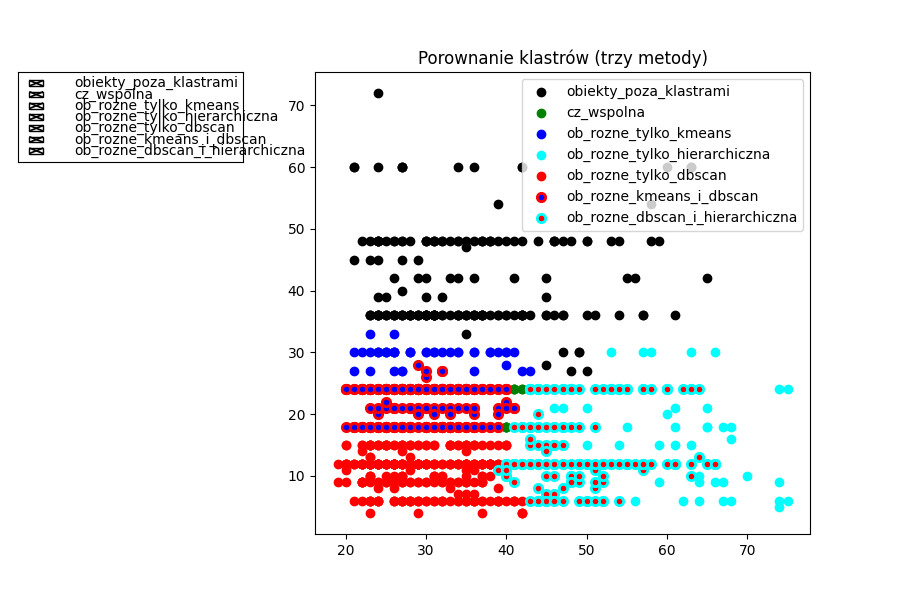 Porownanie klastrów (trzy metody)
obiekty_poza_klastrami
cz_wspolna
ob_rozne_tylko_kmeans
ob_rozne_tylko_hierarchiczna
ob_rozne_tylko_dbscan
ob_rozne_kmeans_i_dbscan
ob_rozne_dbscan_i_hierarchiczna
obiekty_poza_klastrami
cz_wspolna
ob_rozne_tylko_kmeans
ob_rozne_tylko_hierarchiczna
ob_rozne_tylko_dbscan
ob_rozne_kmeans_i_dbscan
ob_rozne_dbscan_i_hierarchiczna
70
60
50
40
30
20
10
20 30 40 50 60 70